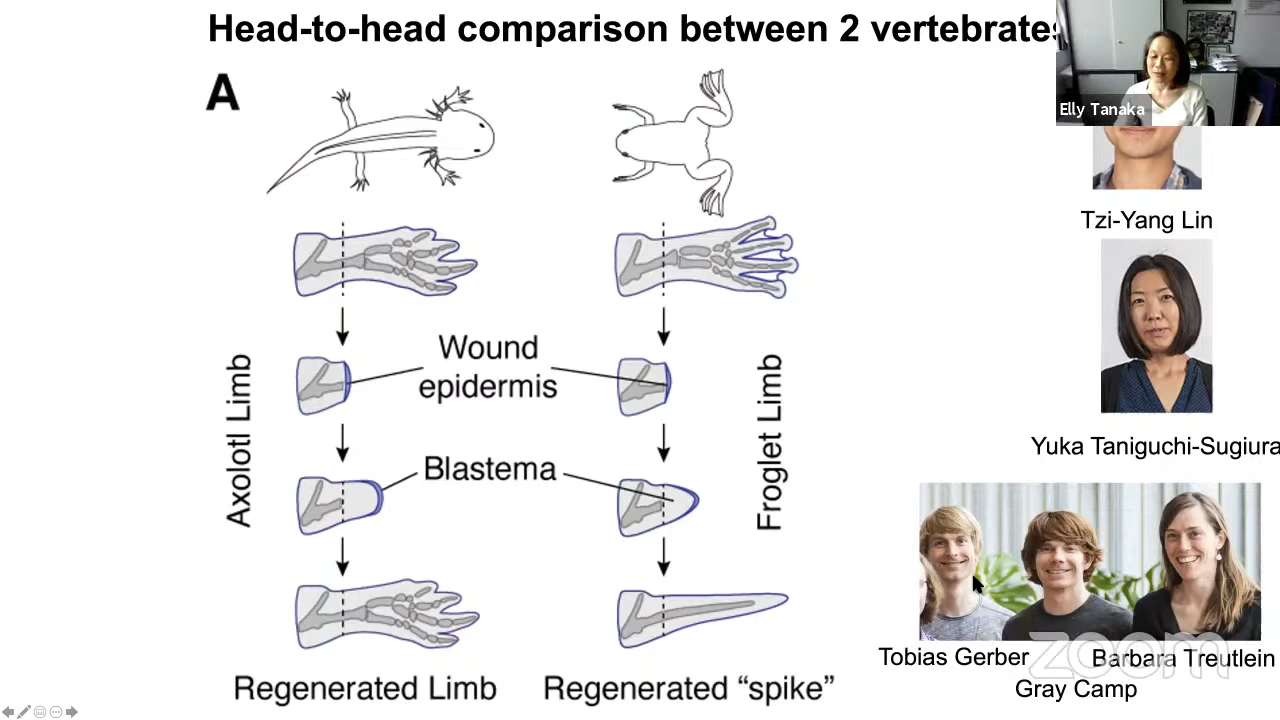 Head-to-head comparison between 2 vertebrates
Elly Tanaka
A
Tzi-Yang Lin
Axolotl Limb
Wound
epidermis
Froglet Limb
Yuka Taniguchi-Sugiura
Blastema
Tobias Gerber
Barbara Treutlein
Gray Camp
zoom
Regenerated Limb
Regenerated “spike”